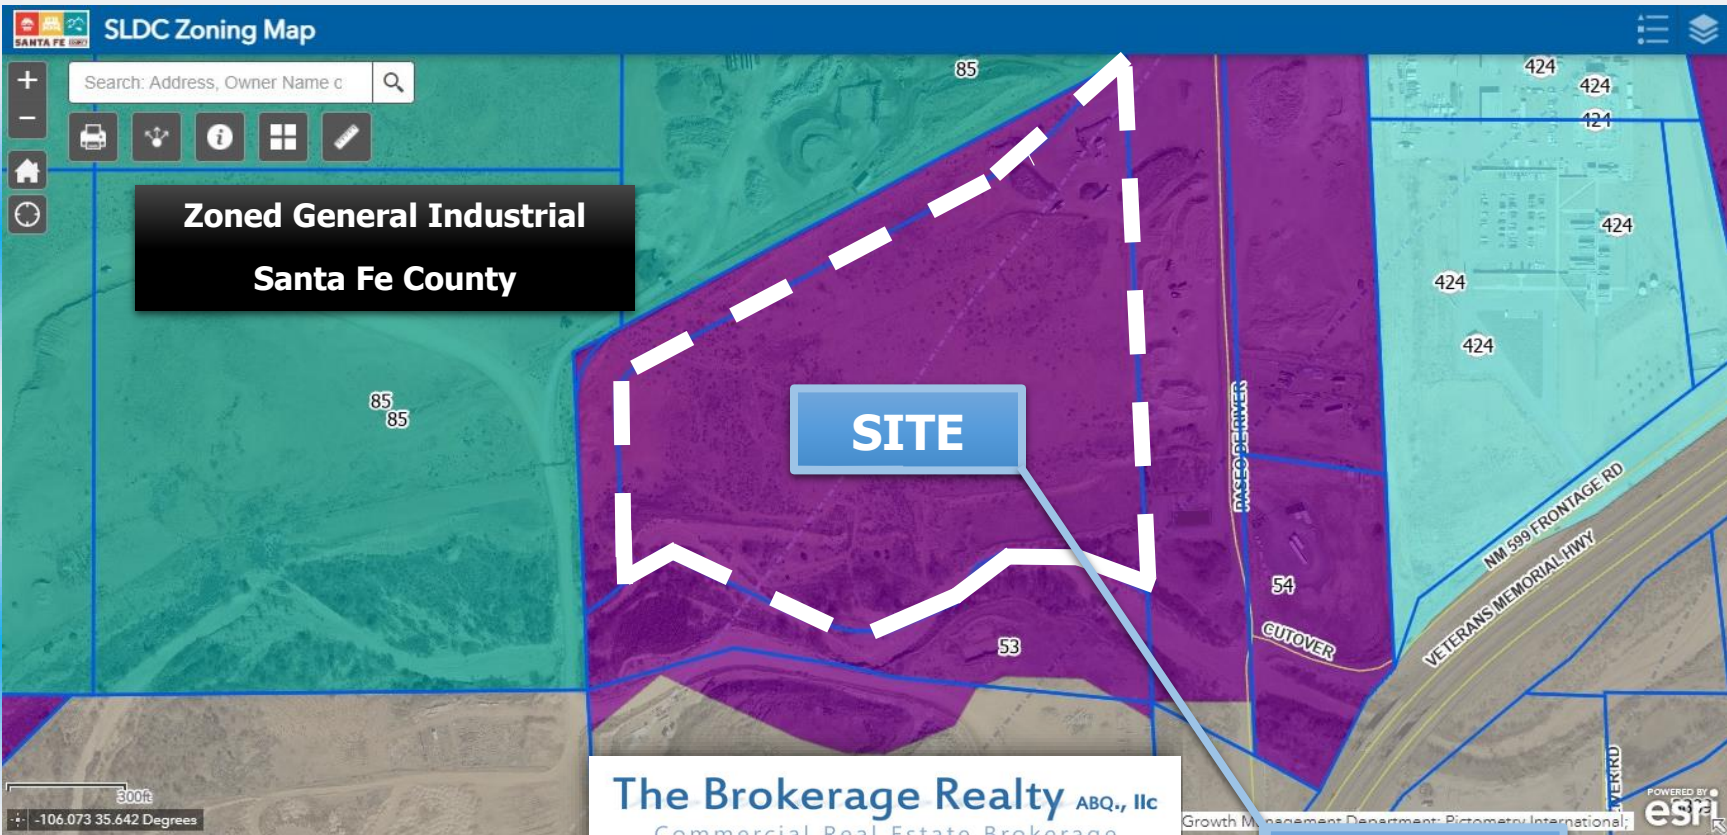 SANTA FE COUNTY
SLDC Zoning Map
Search: Address, Owner Name c
85
424
424
424
Zoned General Industrial
Santa Fe County
424
424
424
85
85
SITE
PASEO DE RIVER
NM 599 FRONTAGE RD
VETERANS MEMORIAL HWY
54
CUTOVER
53
300ft
-106.073 35.642 Degrees
The Brokerage Realty ABQ., llc
Commercial Real Estate Brokerage
Growth Management Department; Pictometry International;
POWERED BY
esri